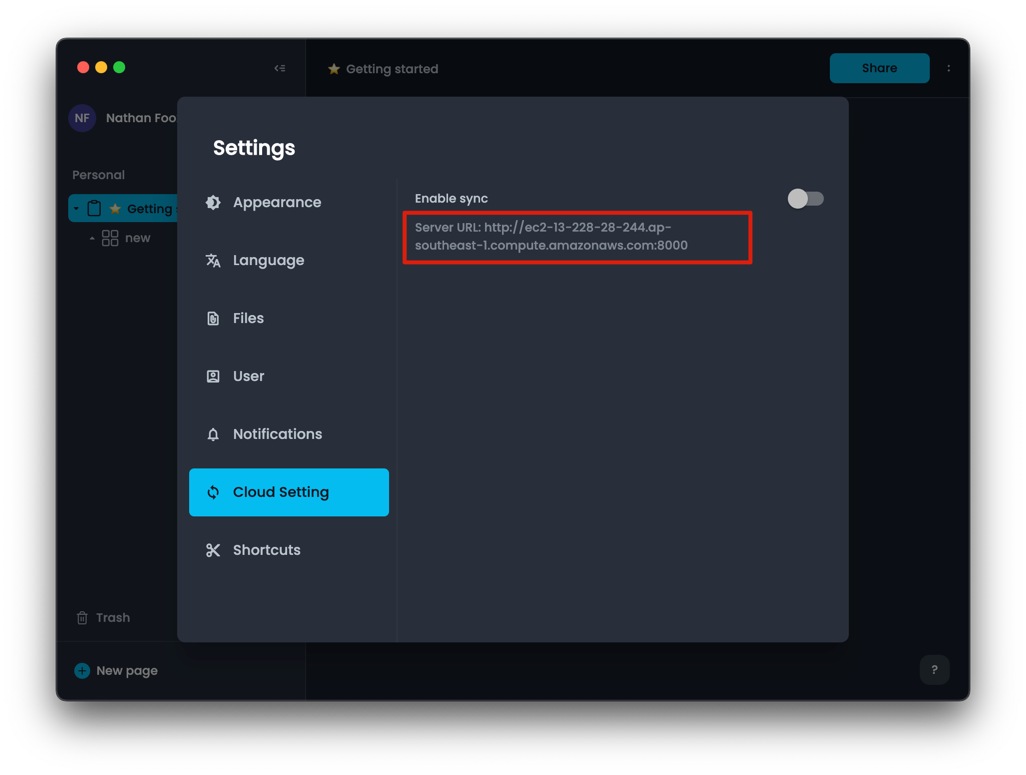 Getting started
Share
NF
Nathan Foo
Settings
Personal
Getting
new
Appearance
Language
Files
User
Notifications
Cloud Setting
Shortcuts
Enable sync
Server URL: http://ec2-13-228-28-244.ap-
southeast-1.compute.amazonaws.com:8000
Trash
New page
?